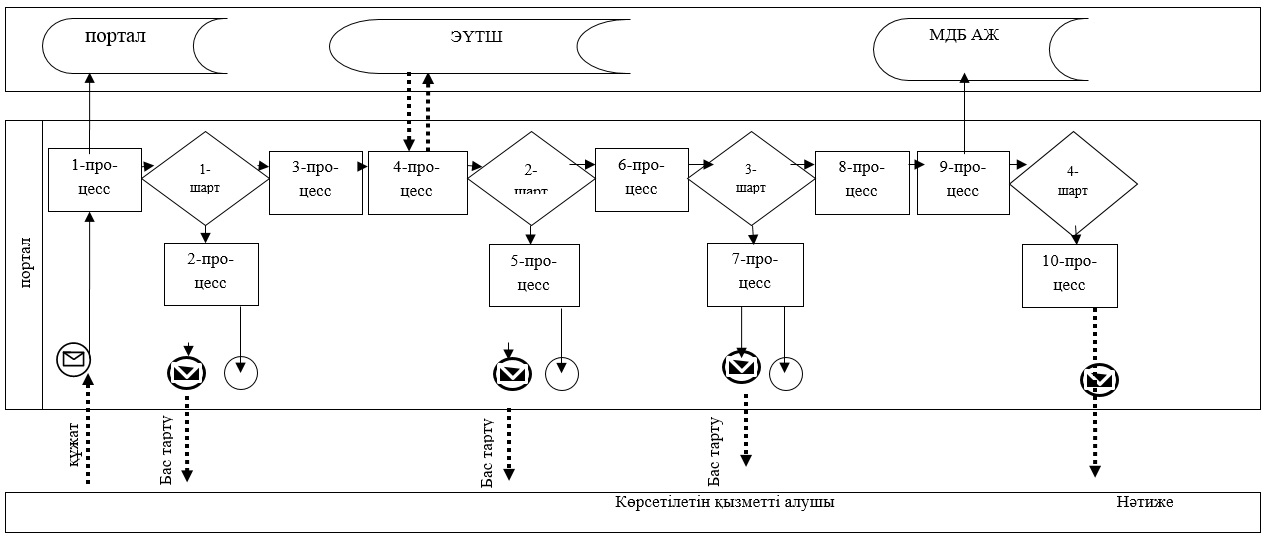 портал
ЭҮТШ
МДБ АЖ
портал
1-про-
цесс
1-
шарт
3-про-
цесс
4-про-
цесс
2-
шарт
6-про-
цесс
3-
шарт
8-про-
цесс
9-про-
цесс
4-
шарт
2-про-
цесс
5-про-
цесс
7-про-
цесс
10-про-
цесс
құжат
Бас тарту
Бас тарту
Бас тарту
Көрсетілетін қызметті алушы
Нәтиже